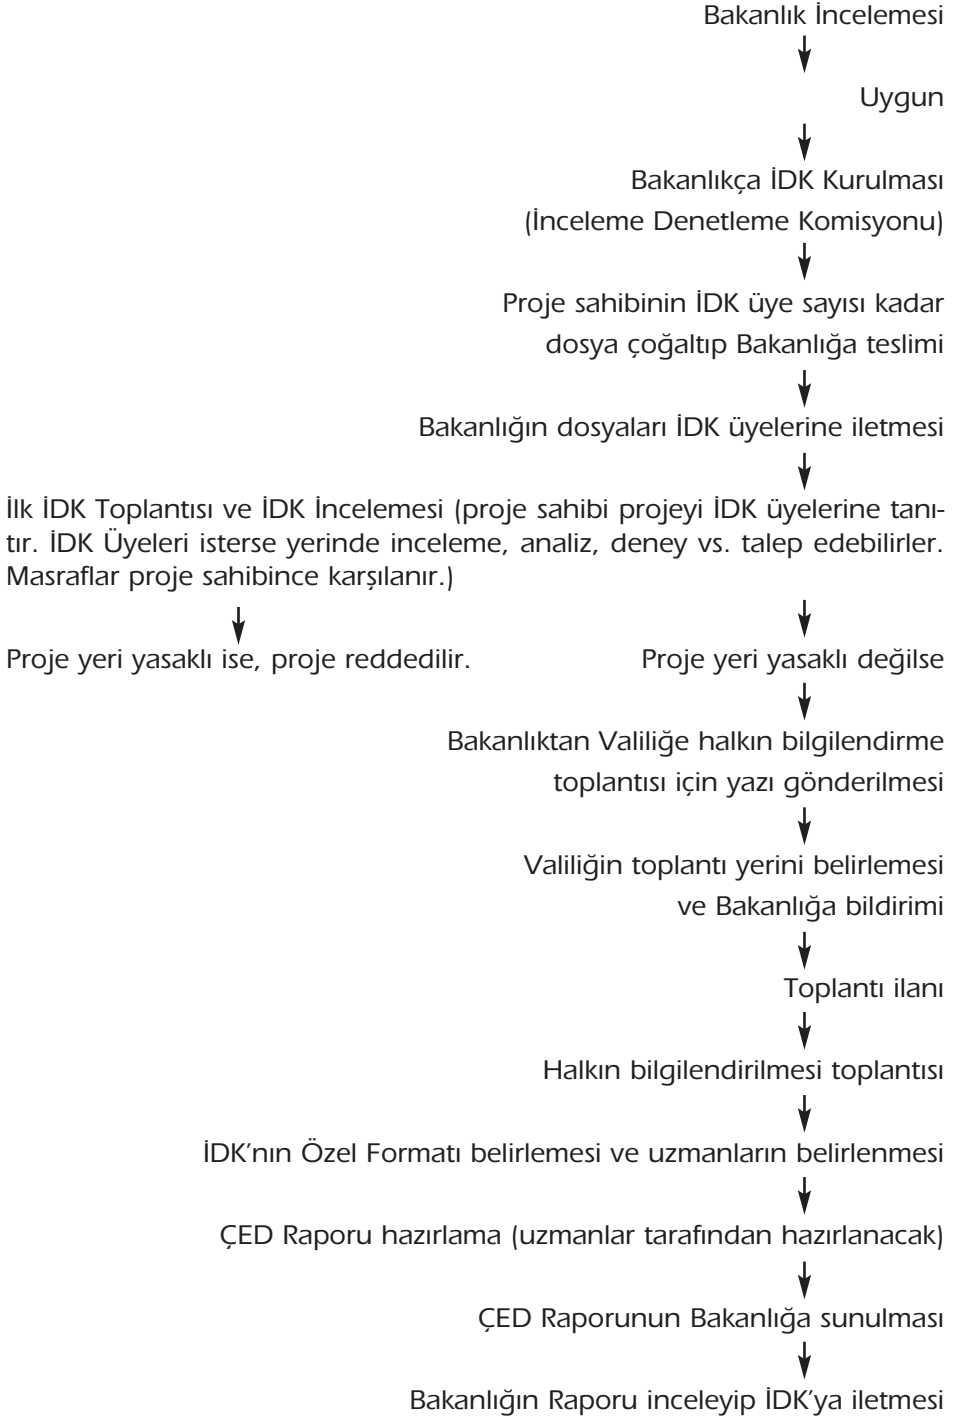 Bakanlık İncelemesi
Uygun
Bakanlıkça İDK Kurulması
(İnceleme Denetleme Komisyonu)
Proje sahibinin İDK üye sayısı kadar
dosya çoğaltıp Bakanlığa teslimi
Bakanlığın dosyaları İDK üyelerine iletmesi
İlk İDK Toplantısı ve İDK İncelemesi (proje sahibi projeyi İDK üyelerine tanı-
tır. İDK Üyeleri isterse yerinde inceleme, analiz, deney vs. talep edebilirler.
Masraflar proje sahibince karşılanır.)
Proje yeri yasaklı ise, proje reddedilir.
Proje yeri yasaklı değilse
Bakanlıktan Valiliğe halkın bilgilendirme
toplantısı için yazı gönderilmesi
Valiliğin toplantı yerini belirlemesi
ve Bakanlığa bildirimi
Toplantı ilanı
Halkın bilgilendirilmesi toplantısı
İDK’nın Özel Formatı belirlemesi ve uzmanların belirlenmesi
ÇED Raporu hazırlama (uzmanlar tarafından hazırlanacak)
ÇED Raporunun Bakanlığa sunulması
Bakanlığın Raporu inceleyip İDK’ya iletmesi